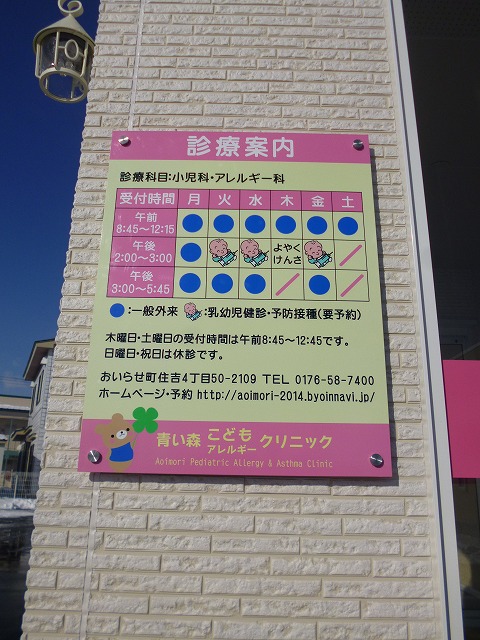 診療案内
診療科目:小児科・アレルギー科
受付時間 月 火 水 木 金 土
午前 8:45〜12:15 ● ● ● ● ● ●
午後 2:00〜3:00 ● よやく けんさ ／
午後 3:00〜5:45 ● ● ● ／ ● ／
●:一般外来 :乳幼児健診・予防接種(要予約)
木曜日・土曜日の受付時間は午前8:45〜12:45です。
日曜日・祝日は休診です。
おいらせ町住吉4丁目50-2109 TEL 0176-58-7400
ホームページ・予約 http://aoimori-2014.byoinnavi.jp/
青い森 こども アレルギー クリニック
Aoimori Pediatric Allergy & Asthma Clinic